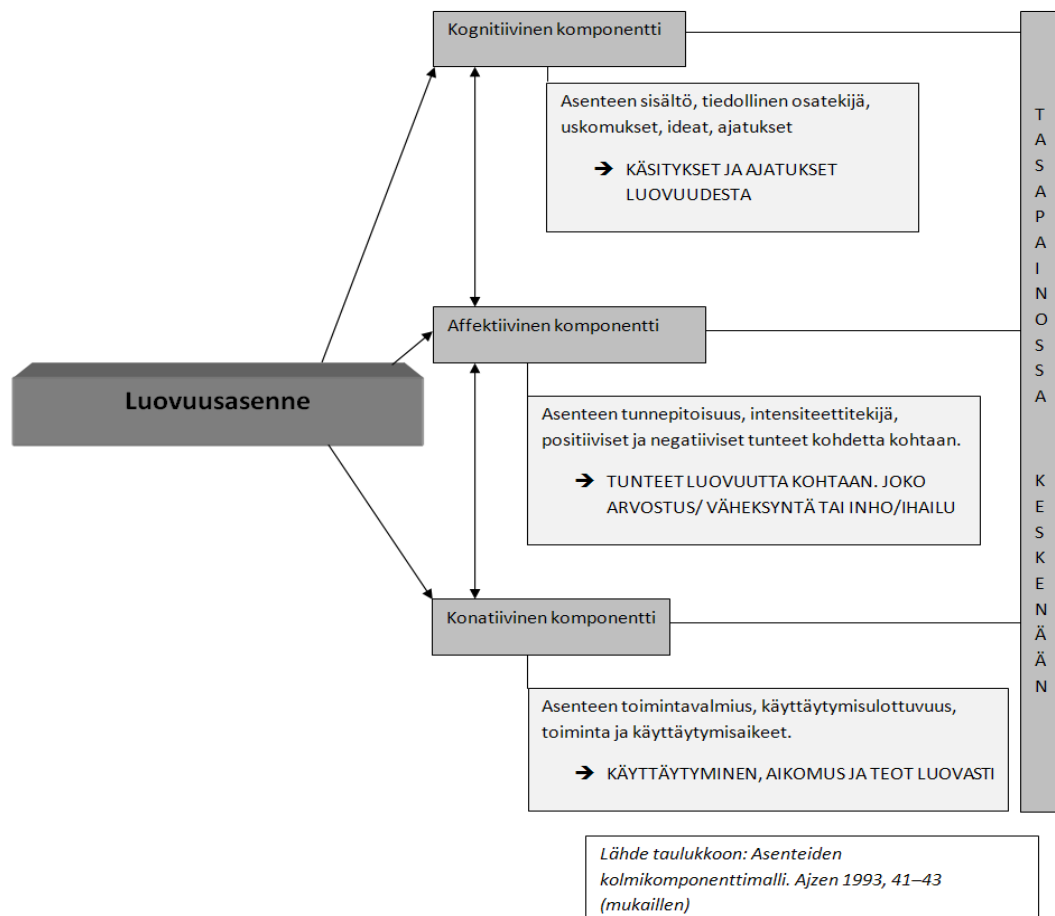 Kognitiivinen komponentti
Asenteen sisältö, tiedollinen osatekijä,
uskomukset, ideat, ajatukset
➔ KÄSITYKSET JA AJATUKSET
LUOVUUDESTA
Affektiivinen komponentti
Luovuusasenne
Asenteen tunnepitoisuus, intensiteettitekijä,
positiiviset ja negatiiviset tunteet kohdetta kohtaan.
➔ TUNTEET LUOVUUTTA KOHTAAN. JOKO
ARVOSTUS/ VÄHEKSYNTÄ TAI INHO/IHAILU
Konatiivinen komponentti
Asenteen toimintavalmius, käyttäytymisulottuvuus,
toiminta ja käyttäytymisaikeet.
➔ KÄYTTÄYTYMINEN, AIKOMUS JA TEOT LUOVASTI
TASAPAINOSSA KESKENÄÄN
Lähde taulukkoon: Asenteiden
kolmikomponenttimalli. Ajzen 1993, 41–43
(mukaillen)